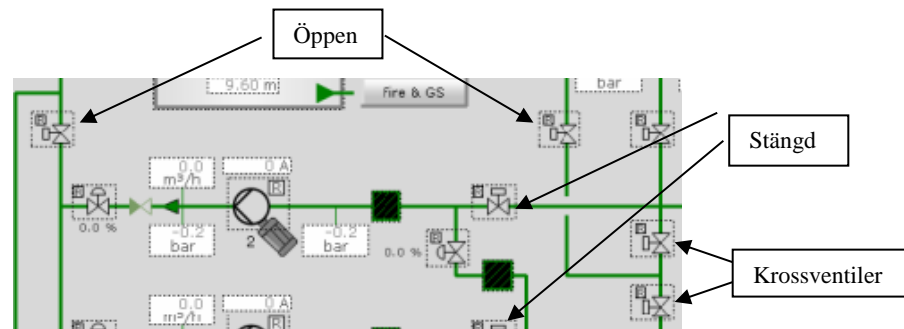 Öppen
9.60 m
Fire & GS
bar
Stängd
0.0
m³/h
0 A
R
0.0 %
-0.2
bar
2
-0.2
bar
0.0 %
Krossventiler
0.0
m³/h
0 A